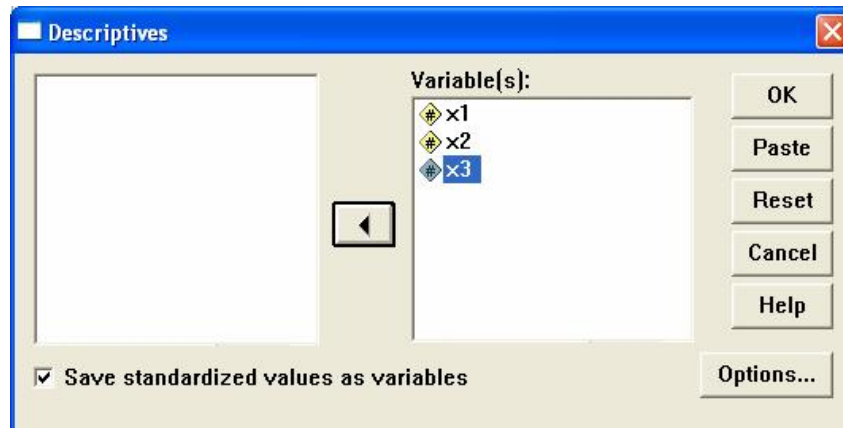 Descriptives
Variable(s):
x1
x2
x3
OK
Paste
Reset
Cancel
Help
Save standardized values as variables
Options...